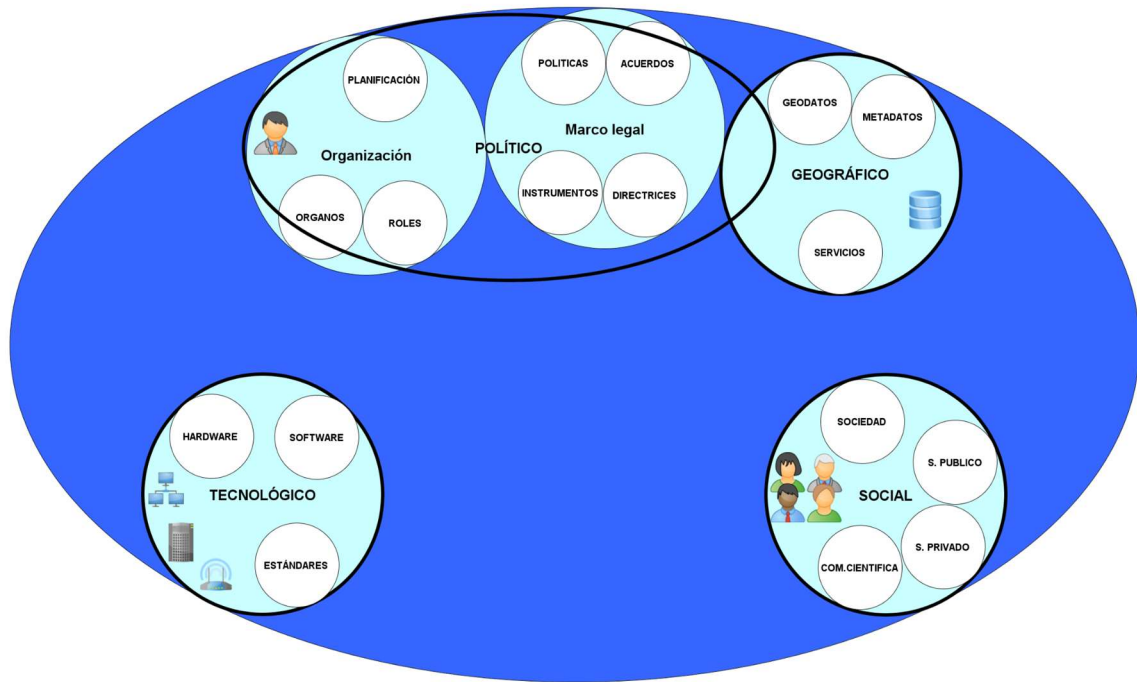 PLANIFICACIÓN
Organización
ORGANOS
ROLES
POLÍTICO
POLITICAS
ACUERDOS
Marco legal
INSTRUMENTOS
DIRECTRICES
GEODATOS
METADATOS
GEOGRÁFICO
SERVICIOS
HARDWARE
SOFTWARE
TECNOLÓGICO
ESTÁNDARES
SOCIEDAD
S. PUBLICO
SOCIAL
S. PRIVADO
COM.CIENTIFICA